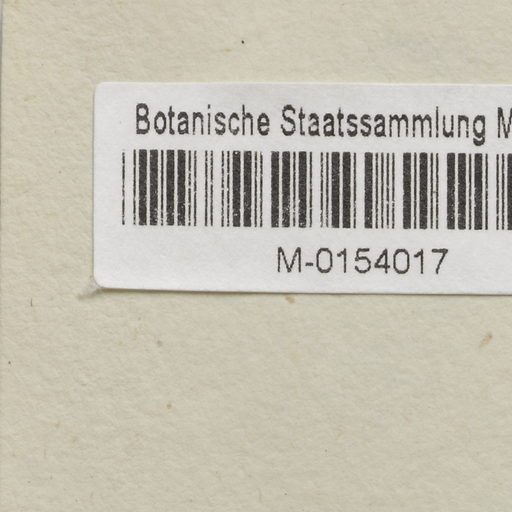 Botanische Staatssammlung M
M-0154017